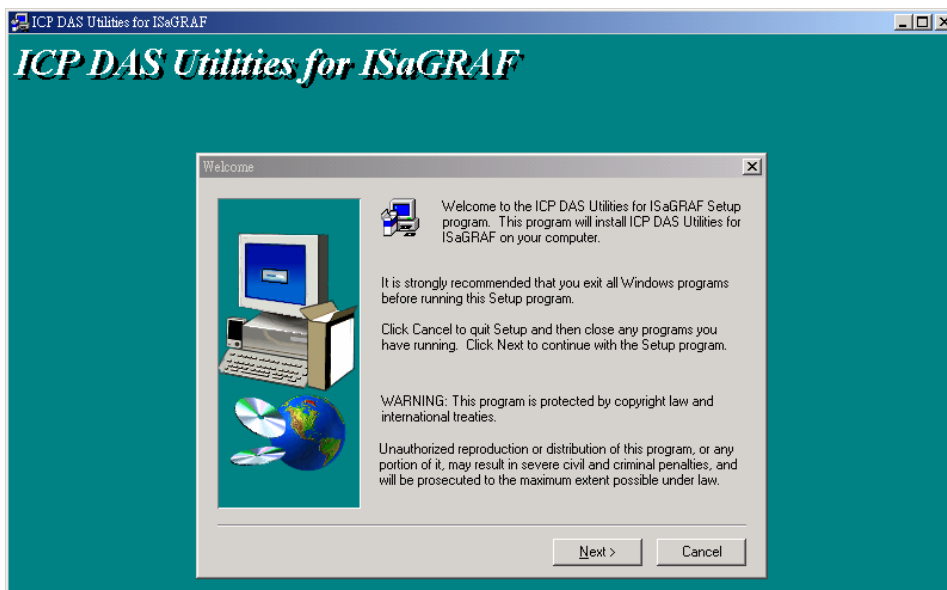 ICP DAS Utilities for ISaGRAF
ICP DAS Utilities for ISaGRAF
Welcome
Welcome to the ICP DAS Utilities for ISaGRAF Setup
program. This program will install ICP DAS Utilities for
ISaGRAF on your computer.
It is strongly recommended that you exit all Windows programs
before running this Setup program.
Click Cancel to quit Setup and then close any programs you
have running. Click Next to continue with the Setup program.
WARNING: This program is protected by copyright law and
international treaties.
Unauthorized reproduction or distribution of this program, or any
portion of it, may result in severe civil and criminal penalties, and
will be prosecuted to the maximum extent possible under law.
Next >
Cancel